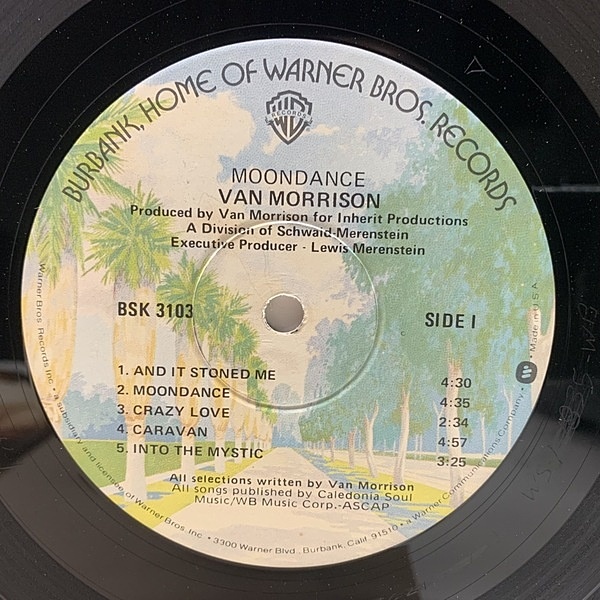 BURBANK, HOME OF WARNER BROS. RECORDS
RECORDS
MOONDANCE
VAN MORRISON
Produced by Van Morrison for Inherit Productions
A Division of Schwaid-Merenstein
Executive Producer - Lewis Merenstein
BSK 3103
SIDE I
1. AND IT STONED ME 4:30
2. MOONDANCE 4:35
3. CRAZY LOVE 2:34
4. CARAVAN 4:57
5. INTO THE MYSTIC 3:25
All selections written by Van Morrison
All songs published by Caledonia Soul
Music/WB Music Corp.-ASCAP
Warner Bros. Records Inc. • a subsidiary and licensee of Warner Bros. Inc. • 3300 Warner Blvd., Burbank, Calif. 91510 • a Warner Communications Company. • Made in U.S.A.